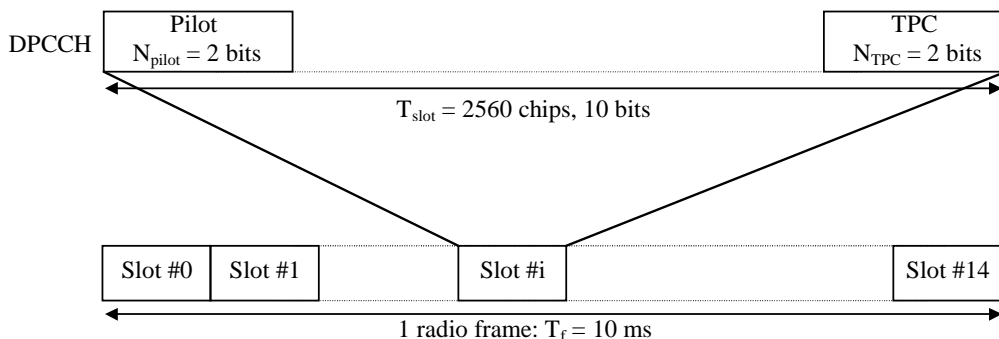 Pilot
TPC
DPCCH
N_pilot = 2 bits
N_TPC = 2 bits
T_slot = 2560 chips, 10 bits
Slot #0
Slot #1
Slot #i
Slot #14
1 radio frame: T_f = 10 ms